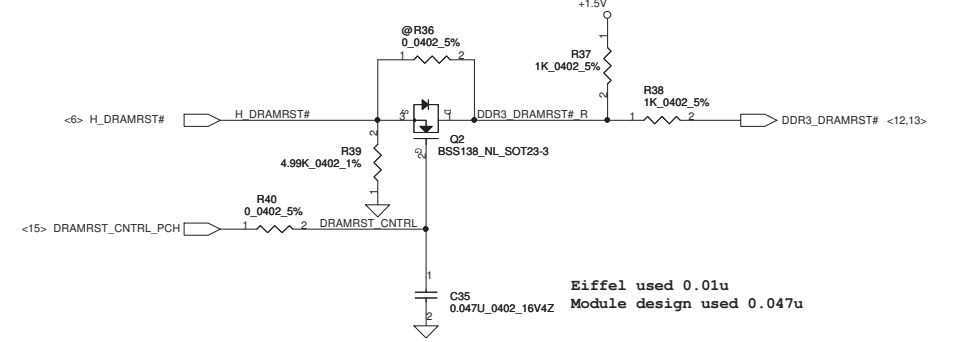 +1.5V
@R36
0_0402_5%
1 2
R37
1K_0402_5%
1
2
R38
1K_0402_5%
<6> H_DRAMRST#
H_DRAMRST#
S
3
D
1
DDR3_DRAMRST#_R
1 2
DDR3_DRAMRST# <12,13>
Q2
BSS138_NL_SOT23-3
G
2
R39
4.99K_0402_1%
2
1
R40
0_0402_5%
<15> DRAMRST_CNTRL_PCH
1 2
DRAMRST_CNTRL
1
C35
0.047U_0402_16V4Z
2
Eiffel used 0.01u
Module design used 0.047u